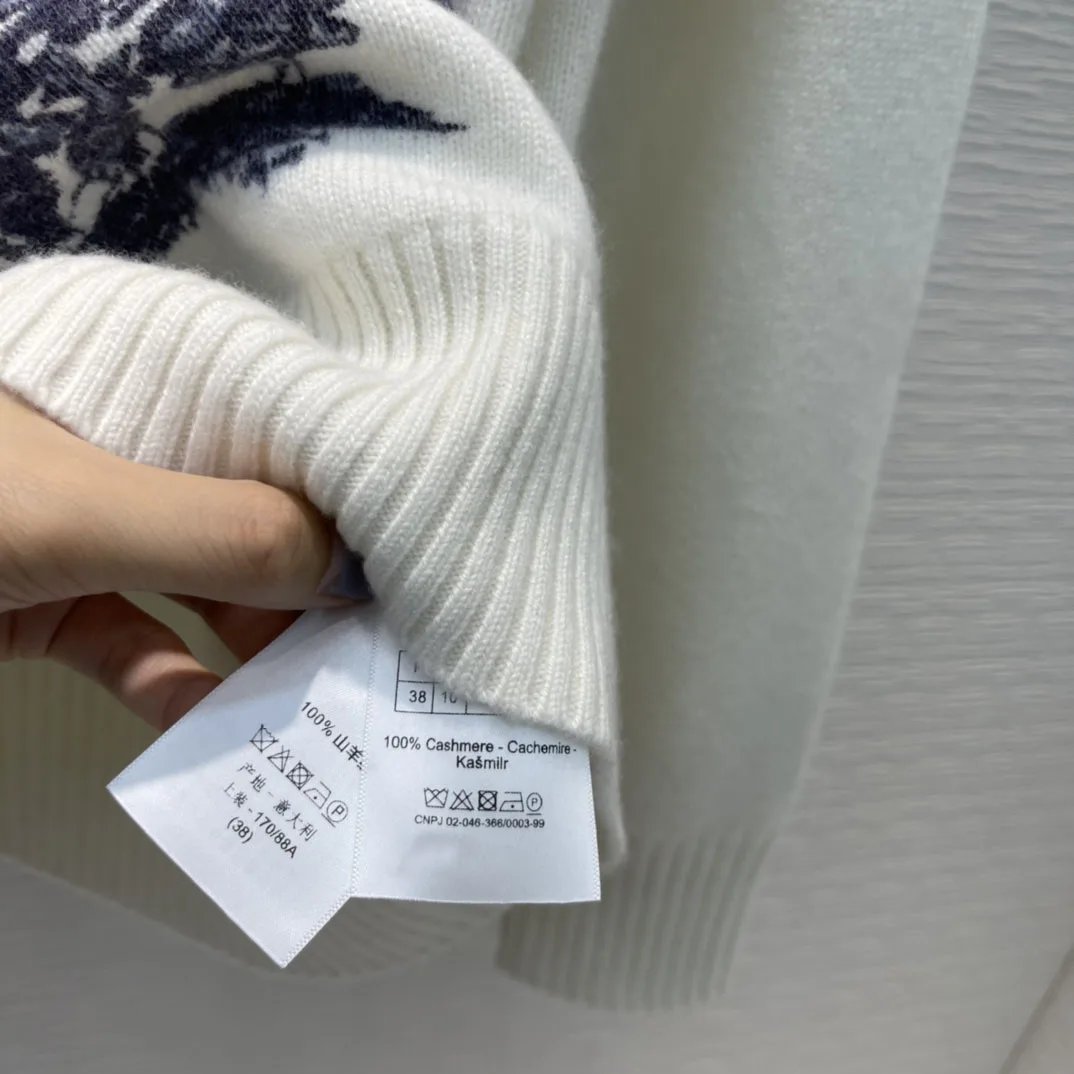 100% 山羊
产地 - 意大利
上装 - 170/88A
(38)
38 10
100% Cashmere - Cachemire -
Kašmilr
P
P
CNPJ 02-046-366/0003-99